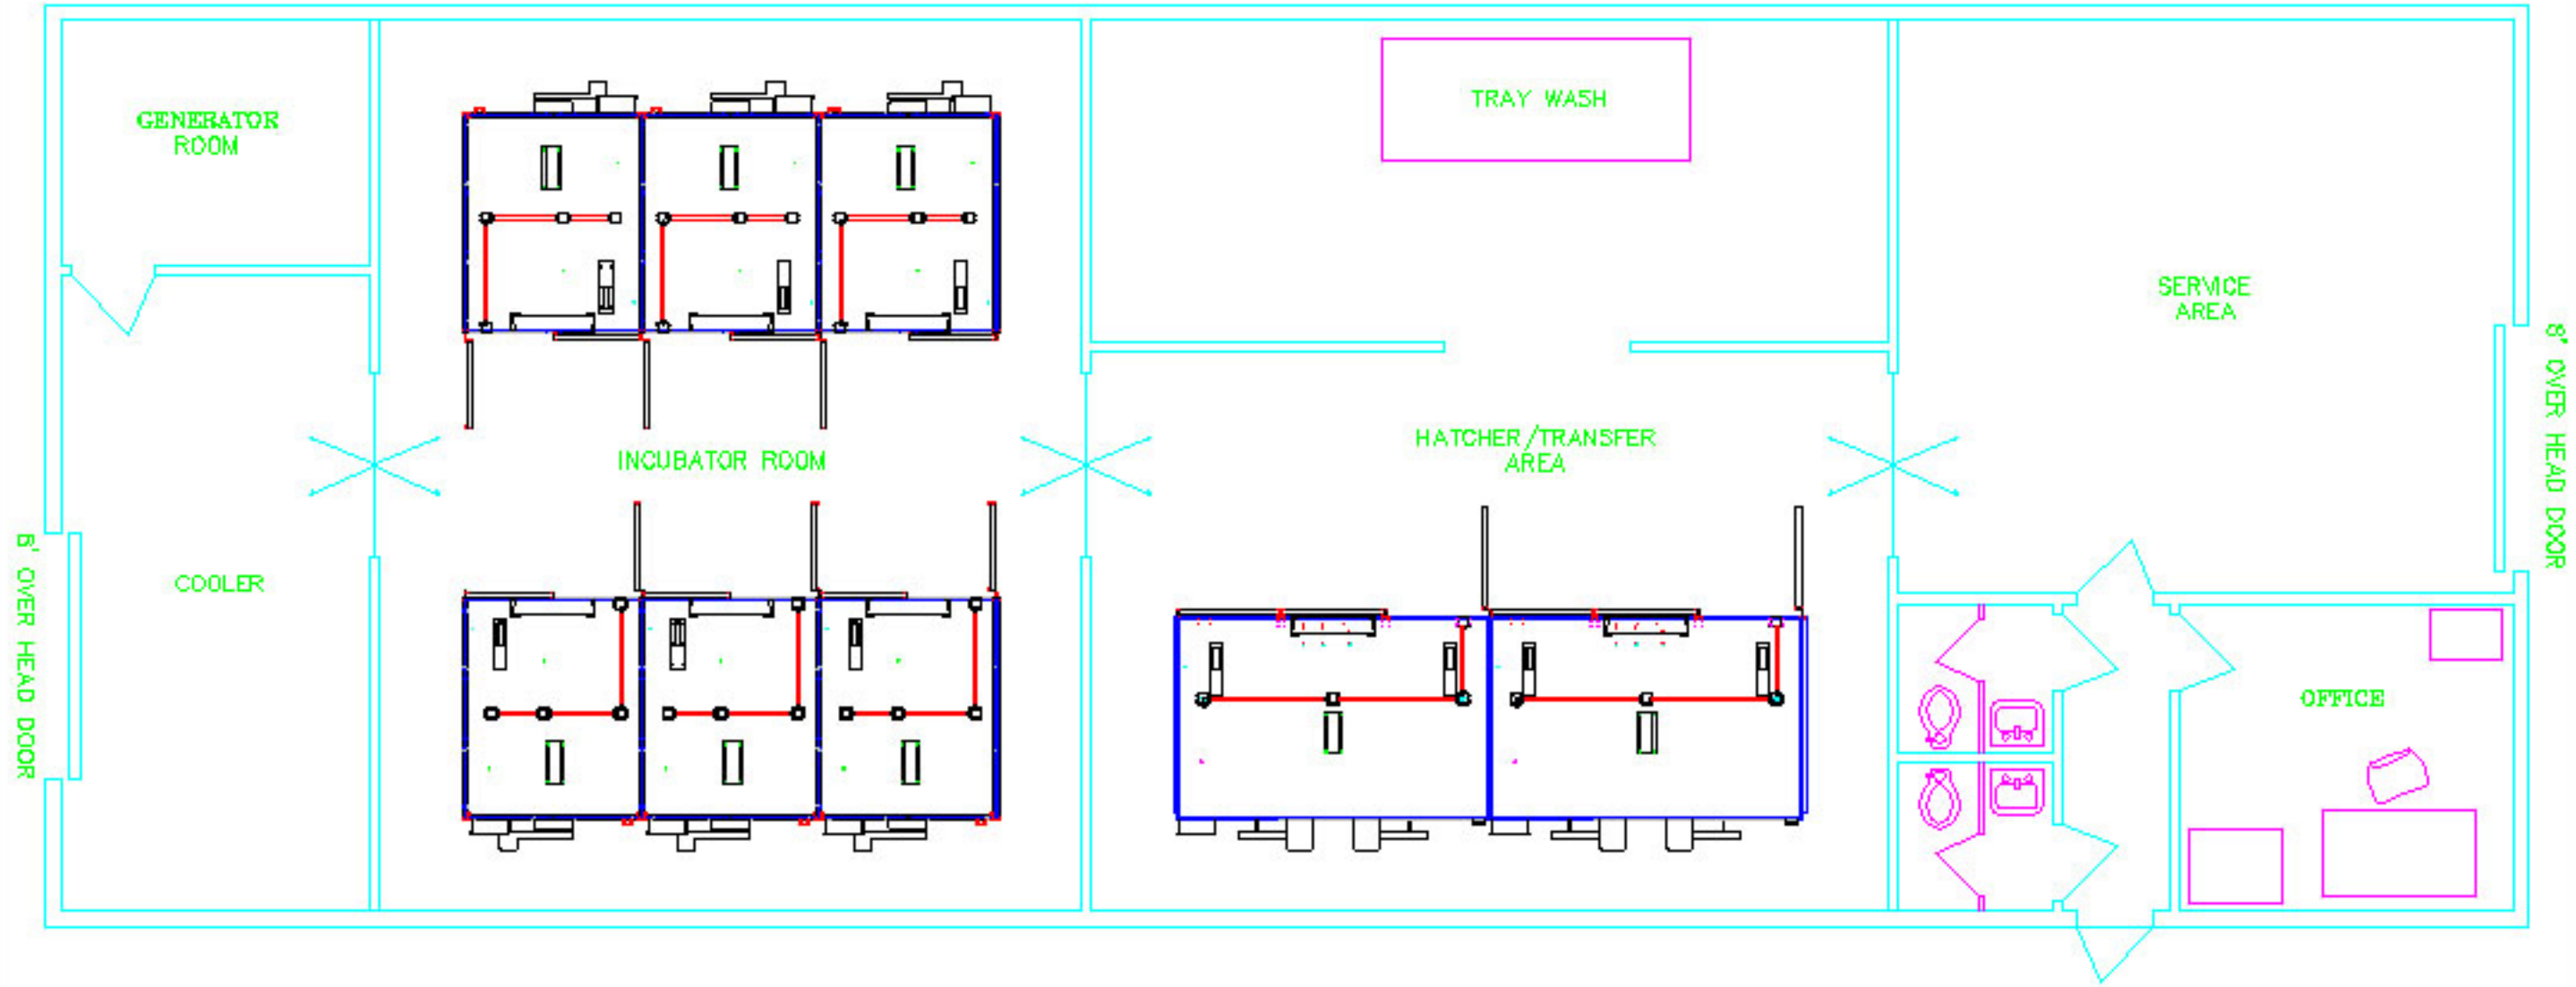 GENERATOR
ROOM
TRAY WASH
SERVICE
AREA
INCUBATOR ROOM
HATCHER/TRANSFER
AREA
8' OVER HEAD DOOR
8' OVER HEAD DOOR
COOLER
OFFICE